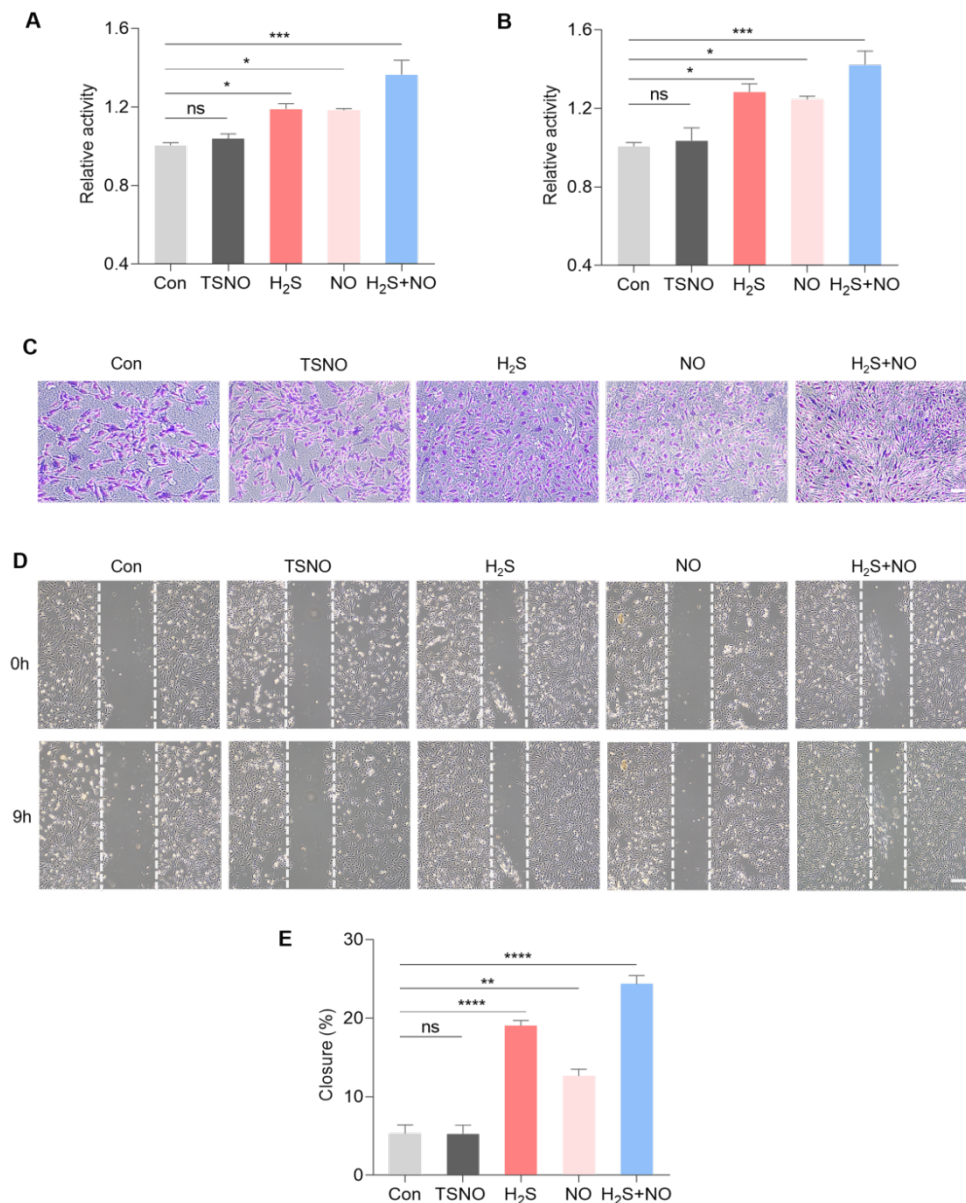 A
1.6
1.2
0.8
0.4
Relative activity
***
*
*
ns
Con TSNO H₂S NO H₂S+NO
B
1.6
1.2
0.8
0.4
Relative activity
***
*
*
ns
Con TSNO H₂S NO H₂S+NO
C
Con TSNO H₂S NO H₂S+NO
D
Con TSNO H₂S NO H₂S+NO
0h
9h
E
30
20
10
0
Closure (%)
****
**
****
ns
Con TSNO H₂S NO H₂S+NO